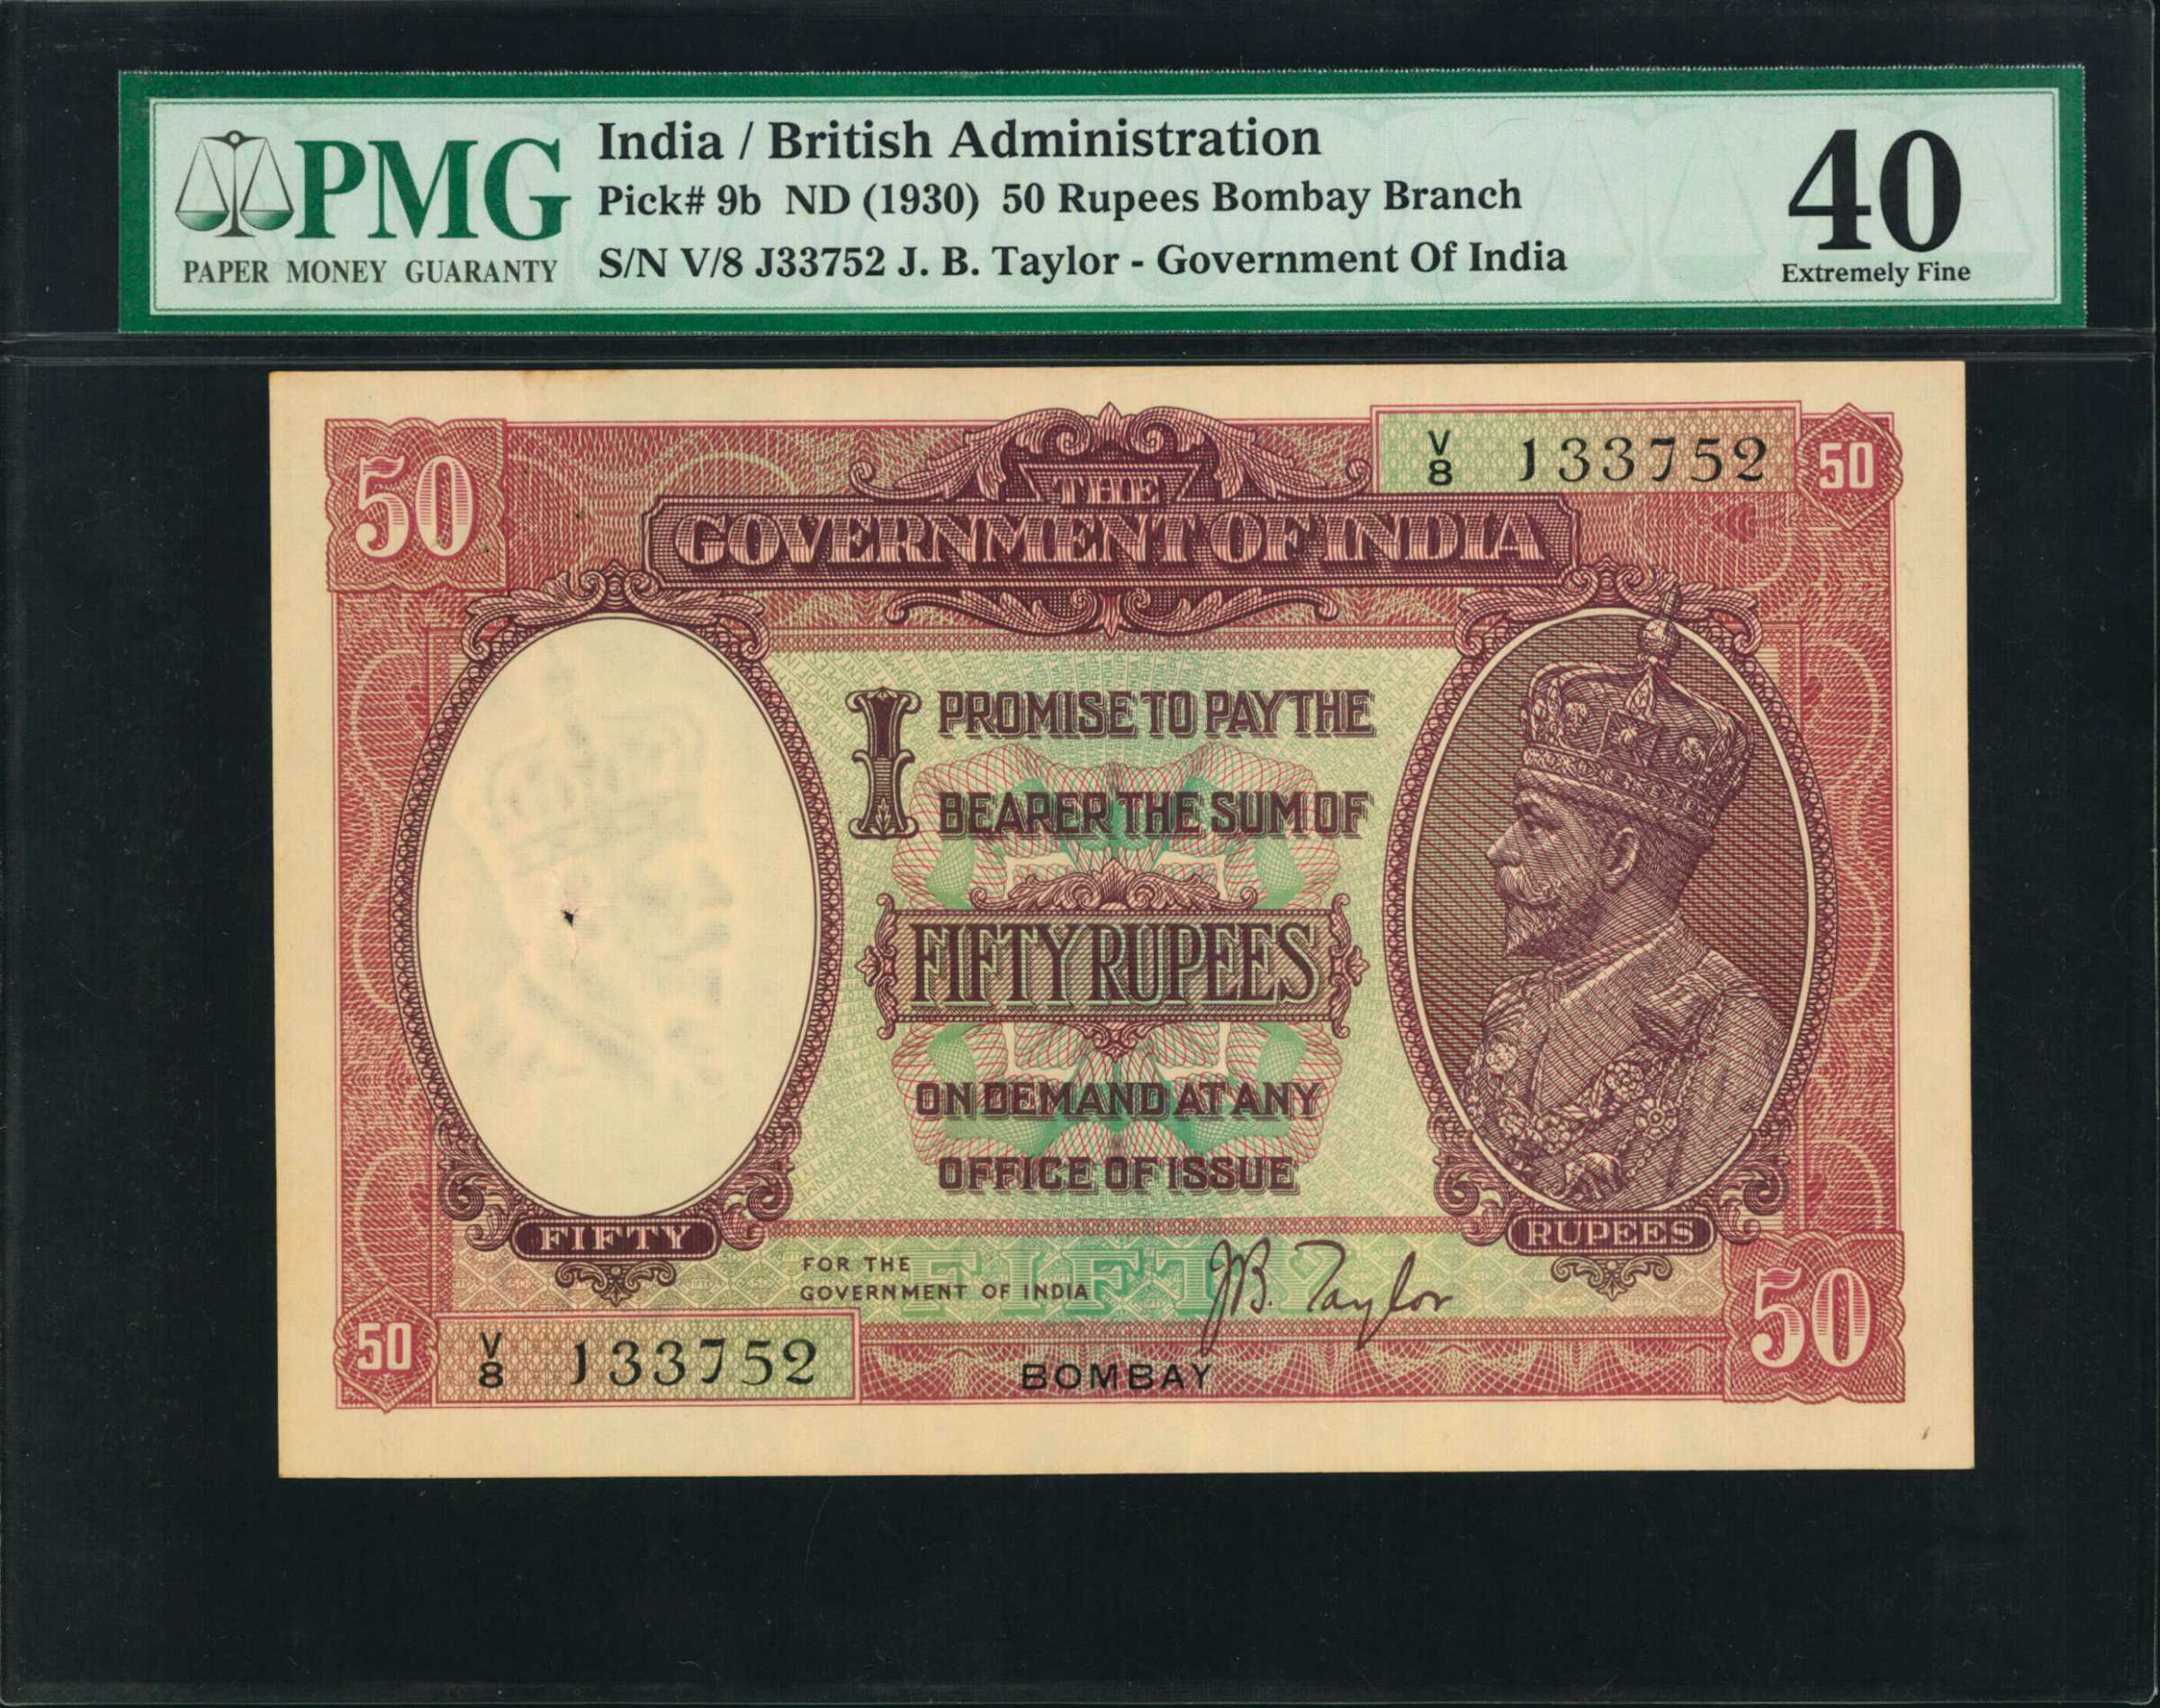 PMG
PAPER MONEY GUARANTY
India / British Administration
Pick# 9b ND (1930) 50 Rupees Bombay Branch
S/N V/8 J33752 J. B. Taylor - Government Of India
40
Extremely Fine
50
V/8 J33752
50
THE
GOVERNMENT OF INDIA
I PROMISE TO PAY THE
BEARER THE SUM OF
FIFTY RUPEES
ON DEMAND AT ANY
OFFICE OF ISSUE
FIFTY
RUPEES
FOR THE
GOVERNMENT OF INDIA
FIFTY
JB. Taylor
50
V/8 J33752
BOMBAY
50